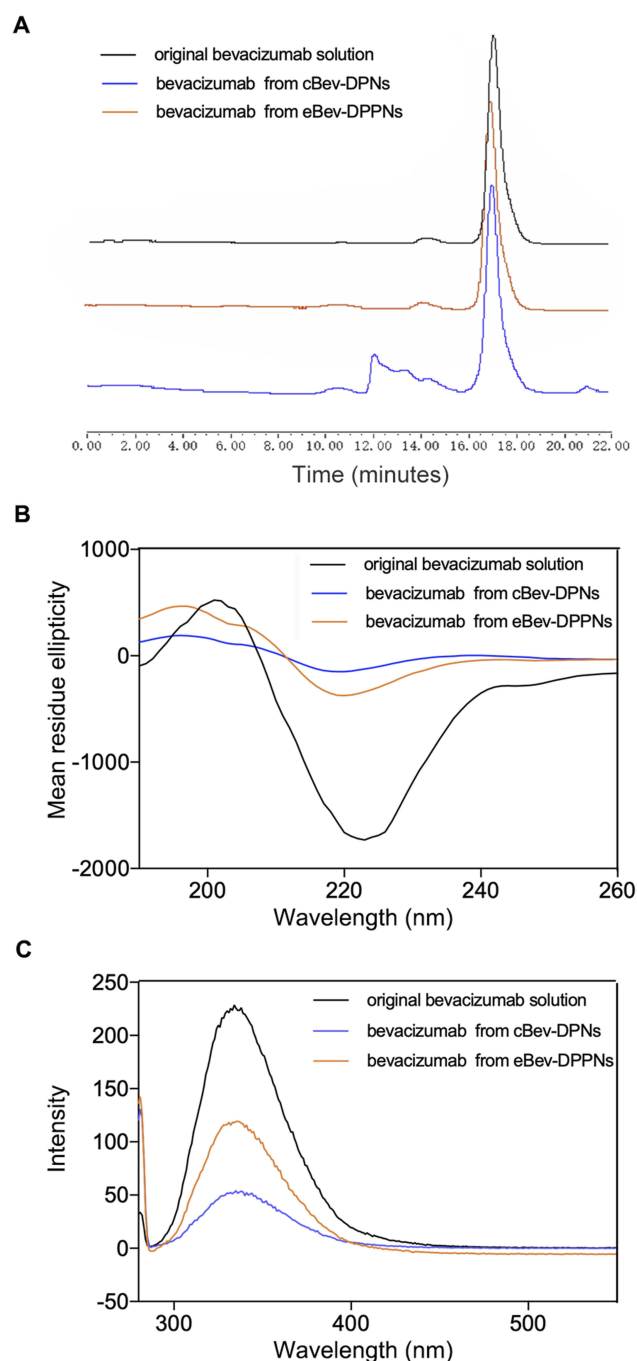 A
original bevacizumab solution
bevacizumab from cBev-DPNs
bevacizumab from eBev-DPPNs
0.00 2.00 4.00 6.00 8.00 10.00 12.00 14.00 16.00 18.00 20.00 22.00
Time (minutes)
B
1000
original bevacizumab solution
bevacizumab from cBev-DPNs
bevacizumab from eBev-DPPNs
0
-1000
-2000
Mean residue ellipticity
200 220 240 260
Wavelength (nm)
C
250
original bevacizumab solution
200
bevacizumab from cBev-DPNs
bevacizumab from eBev-DPPNs
150
100
50
0
-50
Intensity
300 400 500
Wavelength (nm)